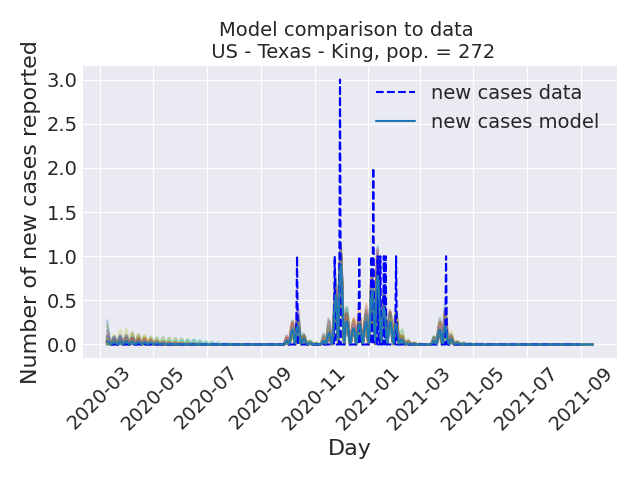 Model comparison to data
US - Texas - King, pop. = 272
Number of new cases reported
3.0
2.5
2.0
1.5
1.0
0.5
0.0
new cases data
new cases model
2020-03
2020-05
2020-07
2020-09
2020-11
2021-01
2021-03
2021-05
2021-07
2021-09
Day